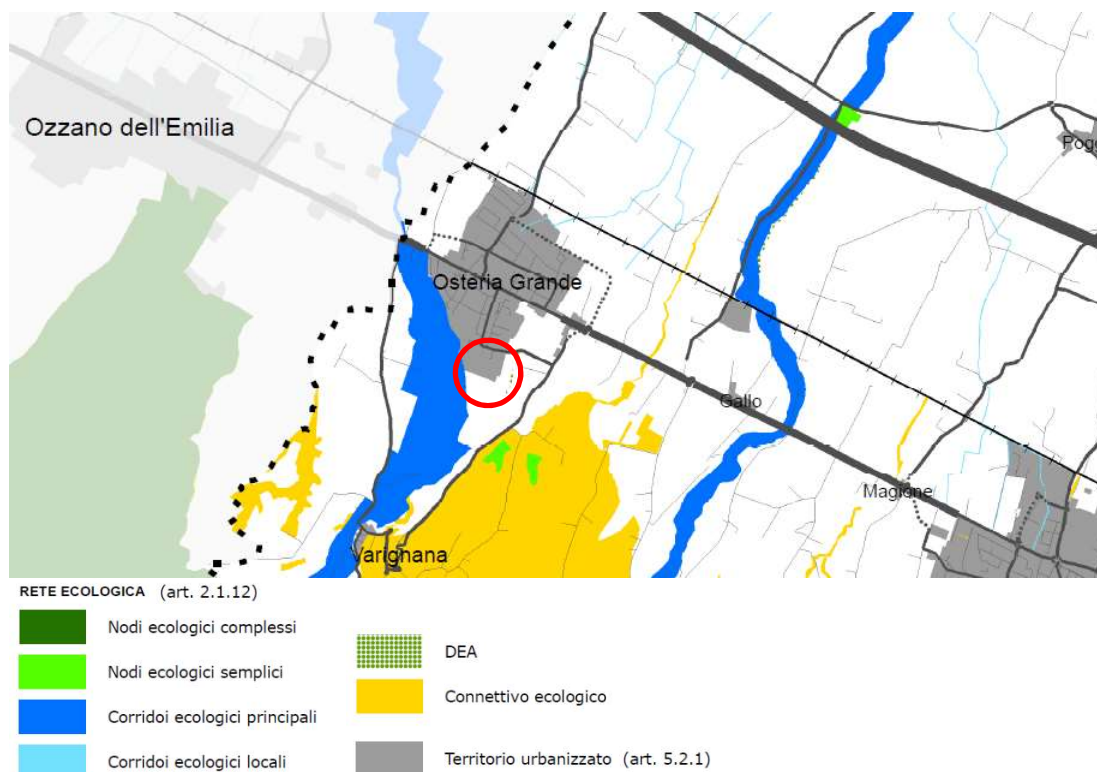 Ozzano dell'Emilia
Pogg
Osteria Grande
Gallo
Magione
Varignana
RETE ECOLOGICA (art. 2.1.12)
Nodi ecologici complessi
Nodi ecologici semplici
Corridoi ecologici principali
Corridoi ecologici locali
DEA
Connettivo ecologico
Territorio urbanizzato (art. 5.2.1)